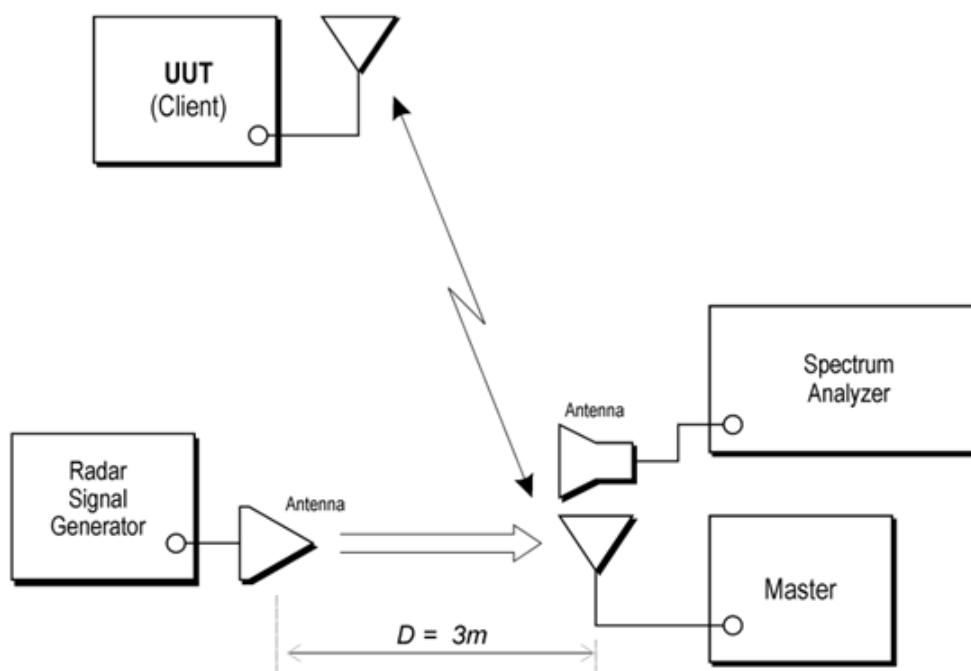 UUT
(Client)
Spectrum
Analyzer
Antenna
Radar
Signal
Generator
Antenna
Master
D = 3m